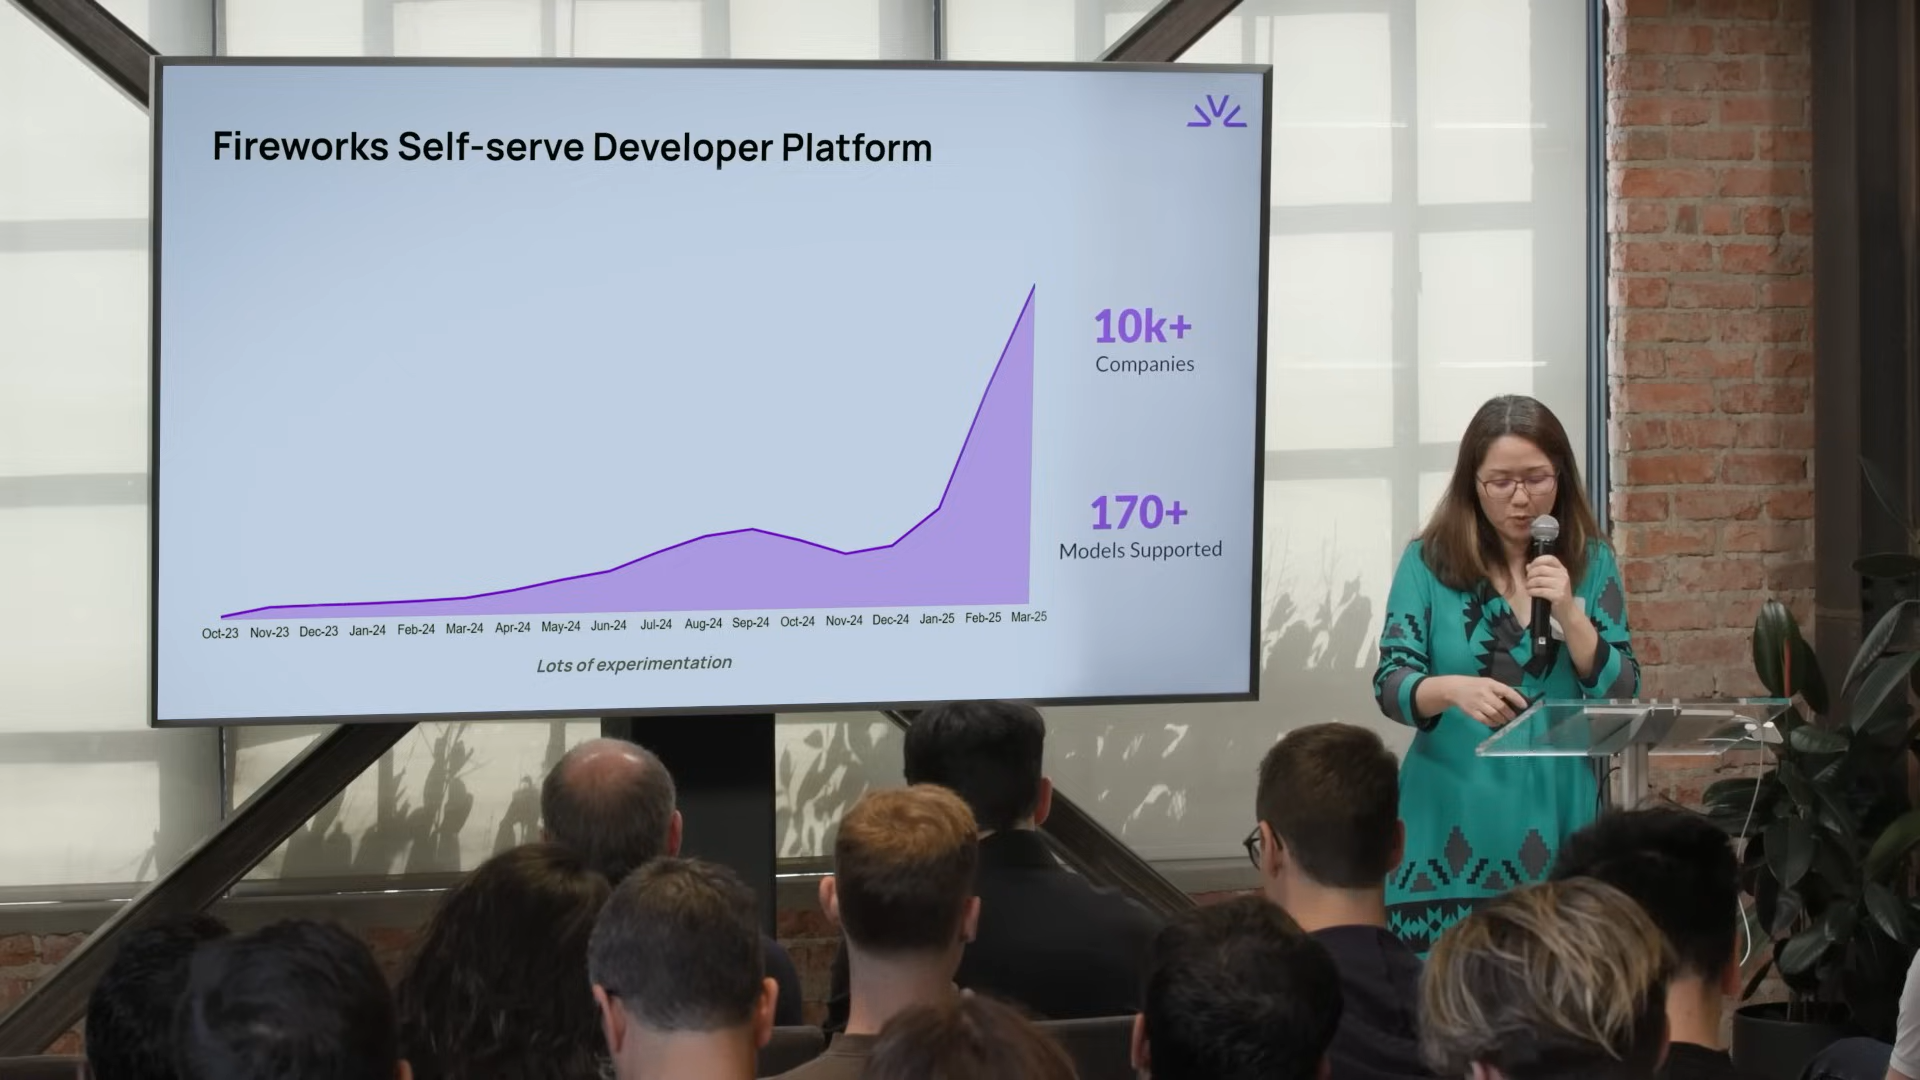 Fireworks Self-serve Developer Platform
10k+
Companies
170+
Models Supported
Oct-23 Nov-23 Dec-23 Jan-24 Feb-24 Mar-24 Apr-24 May-24 Jun-24 Jul-24 Aug-24 Sep-24 Oct-24 Nov-24 Dec-24 Jan-25 Feb-25 Mar-25
Lots of experimentation